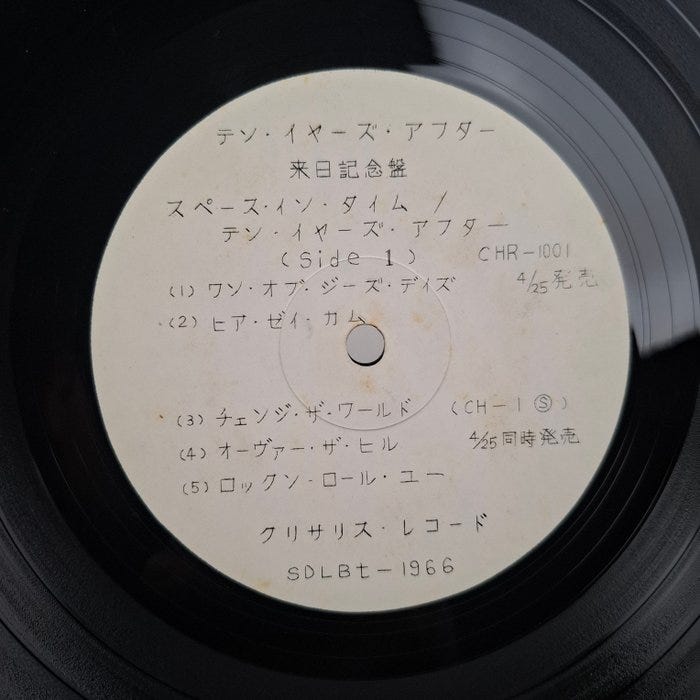 テン・イヤーズ・アフター
来日記念盤
スペース・イン・タイム /
テン・イヤーズ・アフター
(Side 1) CHR-1001
4/25発売
(1) ワン・オブ・ジーズ・デイズ
(2) ヒア・ゼイ・カム
(3) チェンジ・ザ・ワールド (CH-1 Ⓢ)
(4) オーヴァー・ザ・ヒル 4/25同時発売
(5) ロックン・ロール・ユー
クリサリス・レコード
SDLBt-1966